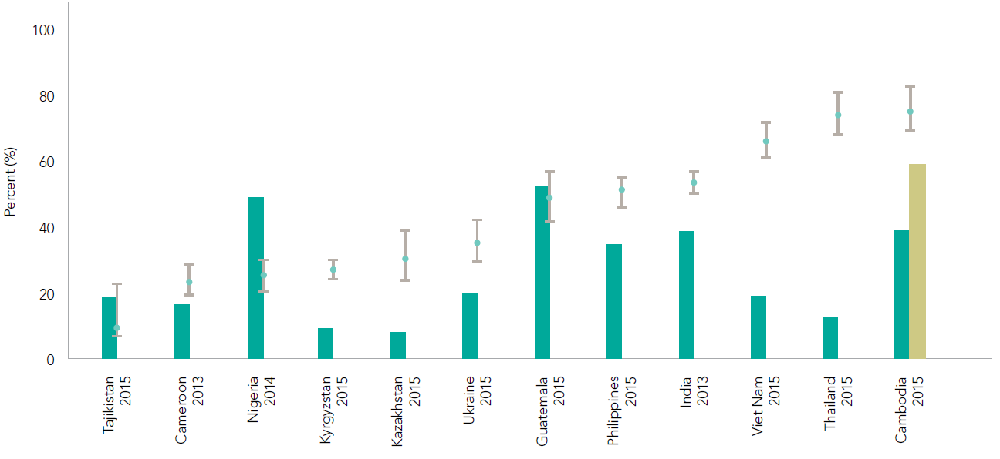 100
80
60
40
20
0
Percent (%)
Tajikistan
2015
Cameroon
2013
Nigeria
2014
Kyrgyzstan
2015
Kazakhstan
2015
Ukraine
2015
Guatemala
2015
Philippines
2015
India
2013
Viet Nam
2015
Thailand
2015
Cambodia
2015